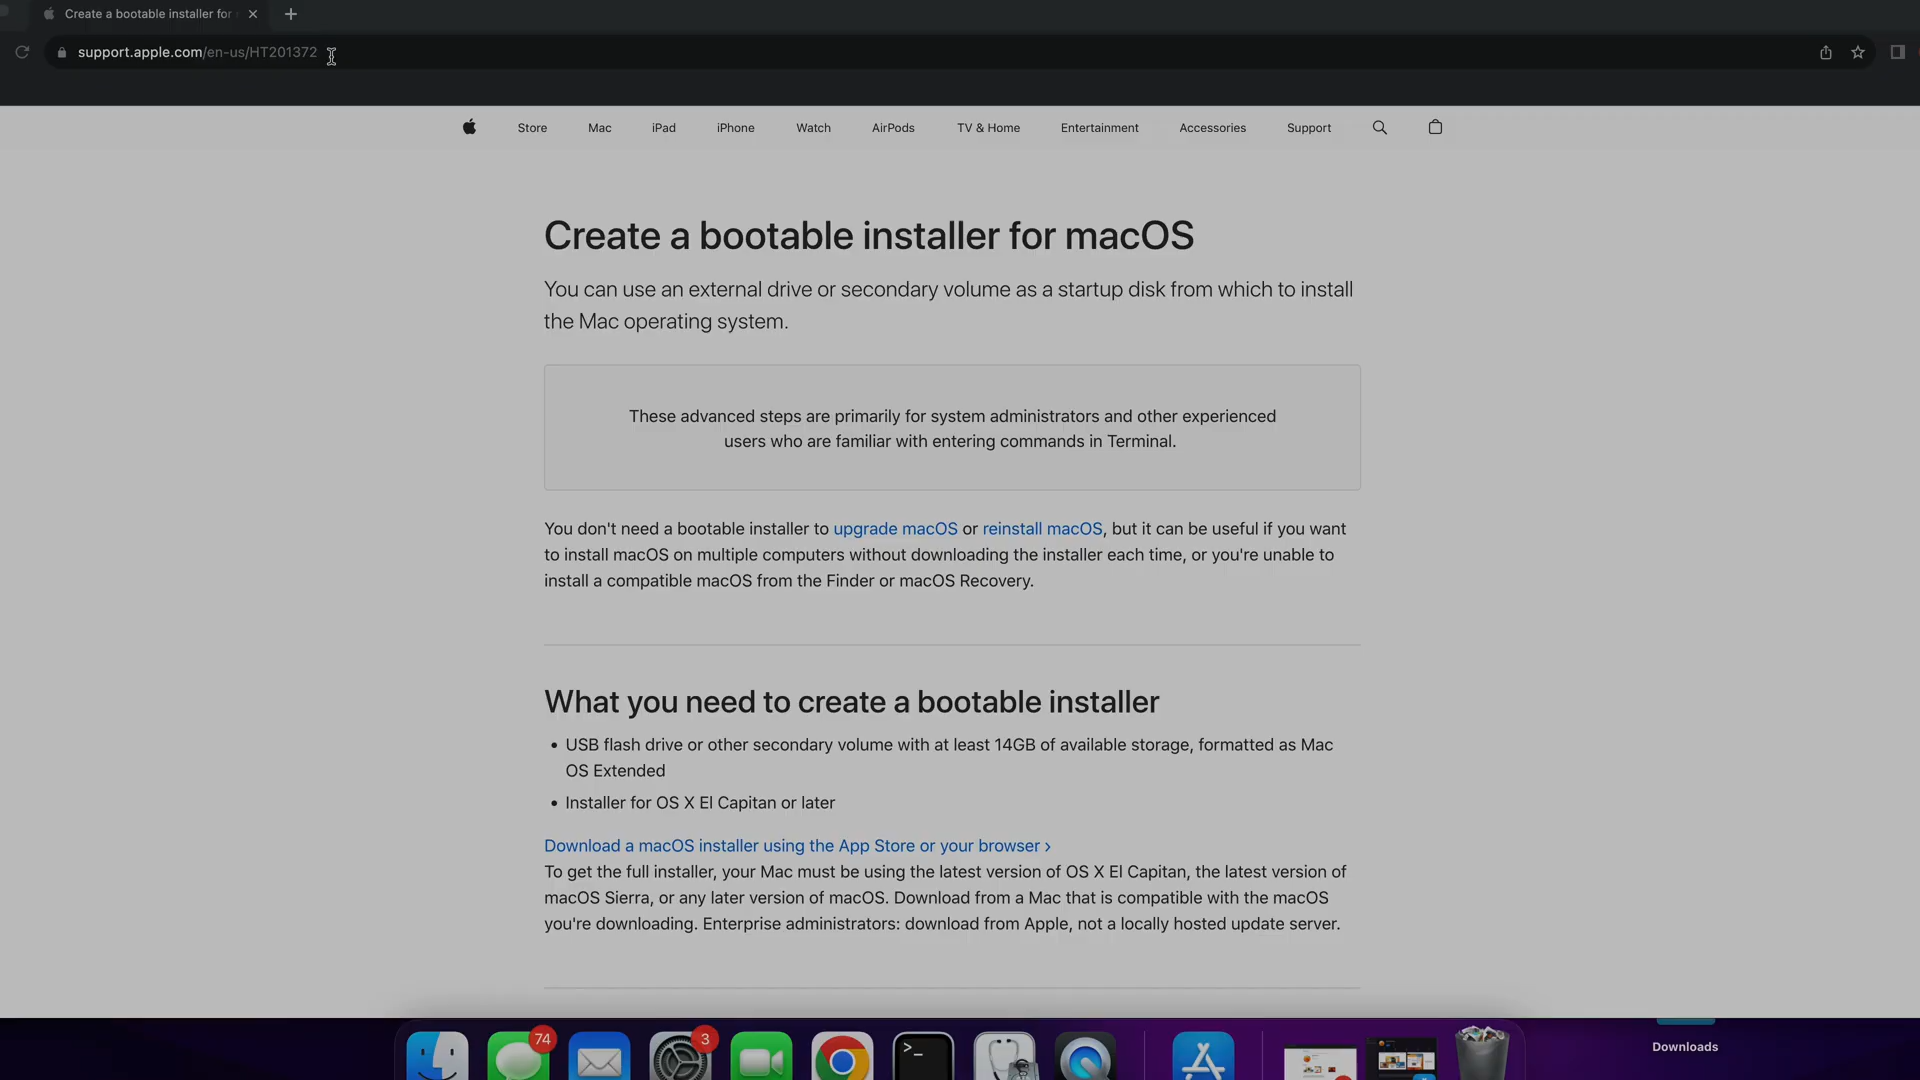 Create a bootable installer for
support.apple.com/en-us/HT201372
Store Mac iPad iPhone Watch AirPods TV & Home Entertainment Accessories Support
Create a bootable installer for macOS
You can use an external drive or secondary volume as a startup disk from which to install
the Mac operating system.
These advanced steps are primarily for system administrators and other experienced
users who are familiar with entering commands in Terminal.
You don't need a bootable installer to upgrade macOS or reinstall macOS, but it can be useful if you want
to install macOS on multiple computers without downloading the installer each time, or you're unable to
install a compatible macOS from the Finder or macOS Recovery.
What you need to create a bootable installer
• USB flash drive or other secondary volume with at least 14GB of available storage, formatted as Mac
OS Extended
• Installer for OS X El Capitan or later
Download a macOS installer using the App Store or your browser ›
To get the full installer, your Mac must be using the latest version of OS X El Capitan, the latest version of
macOS Sierra, or any later version of macOS. Download from a Mac that is compatible with the macOS
you're downloading. Enterprise administrators: download from Apple, not a locally hosted update server.
74
3
>_
Downloads